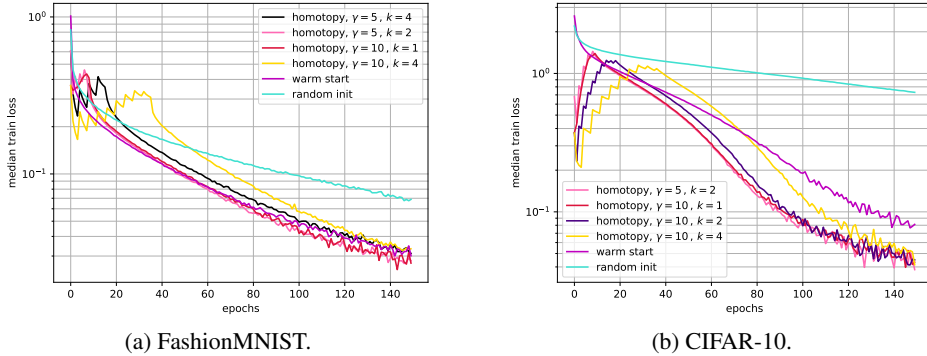 10⁰
10⁻¹
median train loss
0 20 40 60 80 100 120 140
epochs
homotopy, γ = 5 , k = 4
homotopy, γ = 5 , k = 2
homotopy, γ = 10 , k = 1
homotopy, γ = 10 , k = 4
warm start
random init
(a) FashionMNIST.
10⁰
10⁻¹
median train loss
0 20 40 60 80 100 120 140
epochs
homotopy, γ = 5 , k = 2
homotopy, γ = 10 , k = 1
homotopy, γ = 10 , k = 2
homotopy, γ = 10 , k = 4
warm start
random init
(b) CIFAR-10.